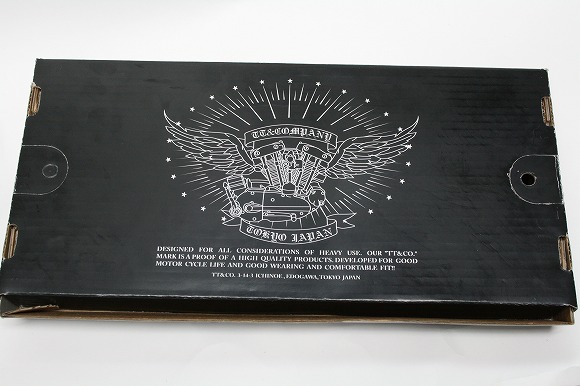 TT&COMPANY
TOKYO JAPAN
DESIGNED FOR ALL CONSIDERATIONS OF HEAVY USE. OUR "TT&CO."
MARK IS A PROOF OF A HIGH QUALITY PRODUCTS. DEVELOPED FOR GOOD
MOTOR CYCLE LIFE AND GOOD WEARING AND COMFORTABLE FIT!!
TT&CO. 1-14-1 ICHINOE , EDOGAWA, TOKYO JAPAN